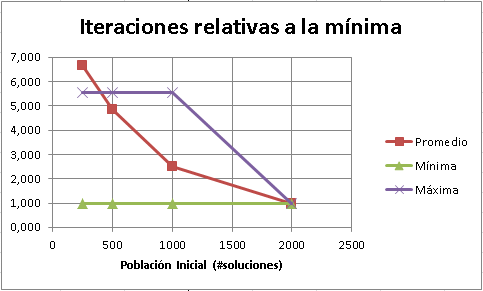 Iteraciones relativas a la mínima
7,000
6,000
5,000
4,000
3,000
2,000
1,000
0,000
0 500 1000 1500 2000 2500
Población Inicial (#soluciones)
Promedio
Mínima
Máxima